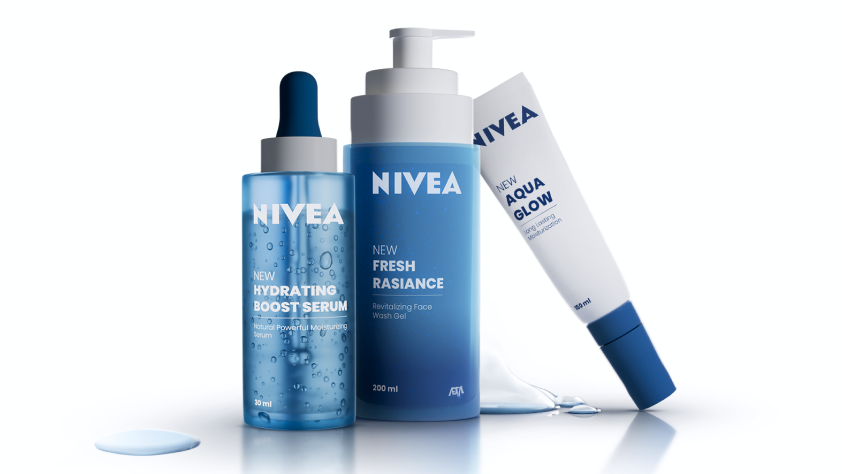 NIVEA
NEW
HYDRATING
BOOST SERUM
Natural Powerful Moisturizing
Serum
30 ml
NIVEA
NEW
FRESH
RASIANCE
Revitalizing Face
Wash Gel
200 ml
NIVEA
NEW
AQUA
GLOW
Long Lasting
Moisturization
150 ml